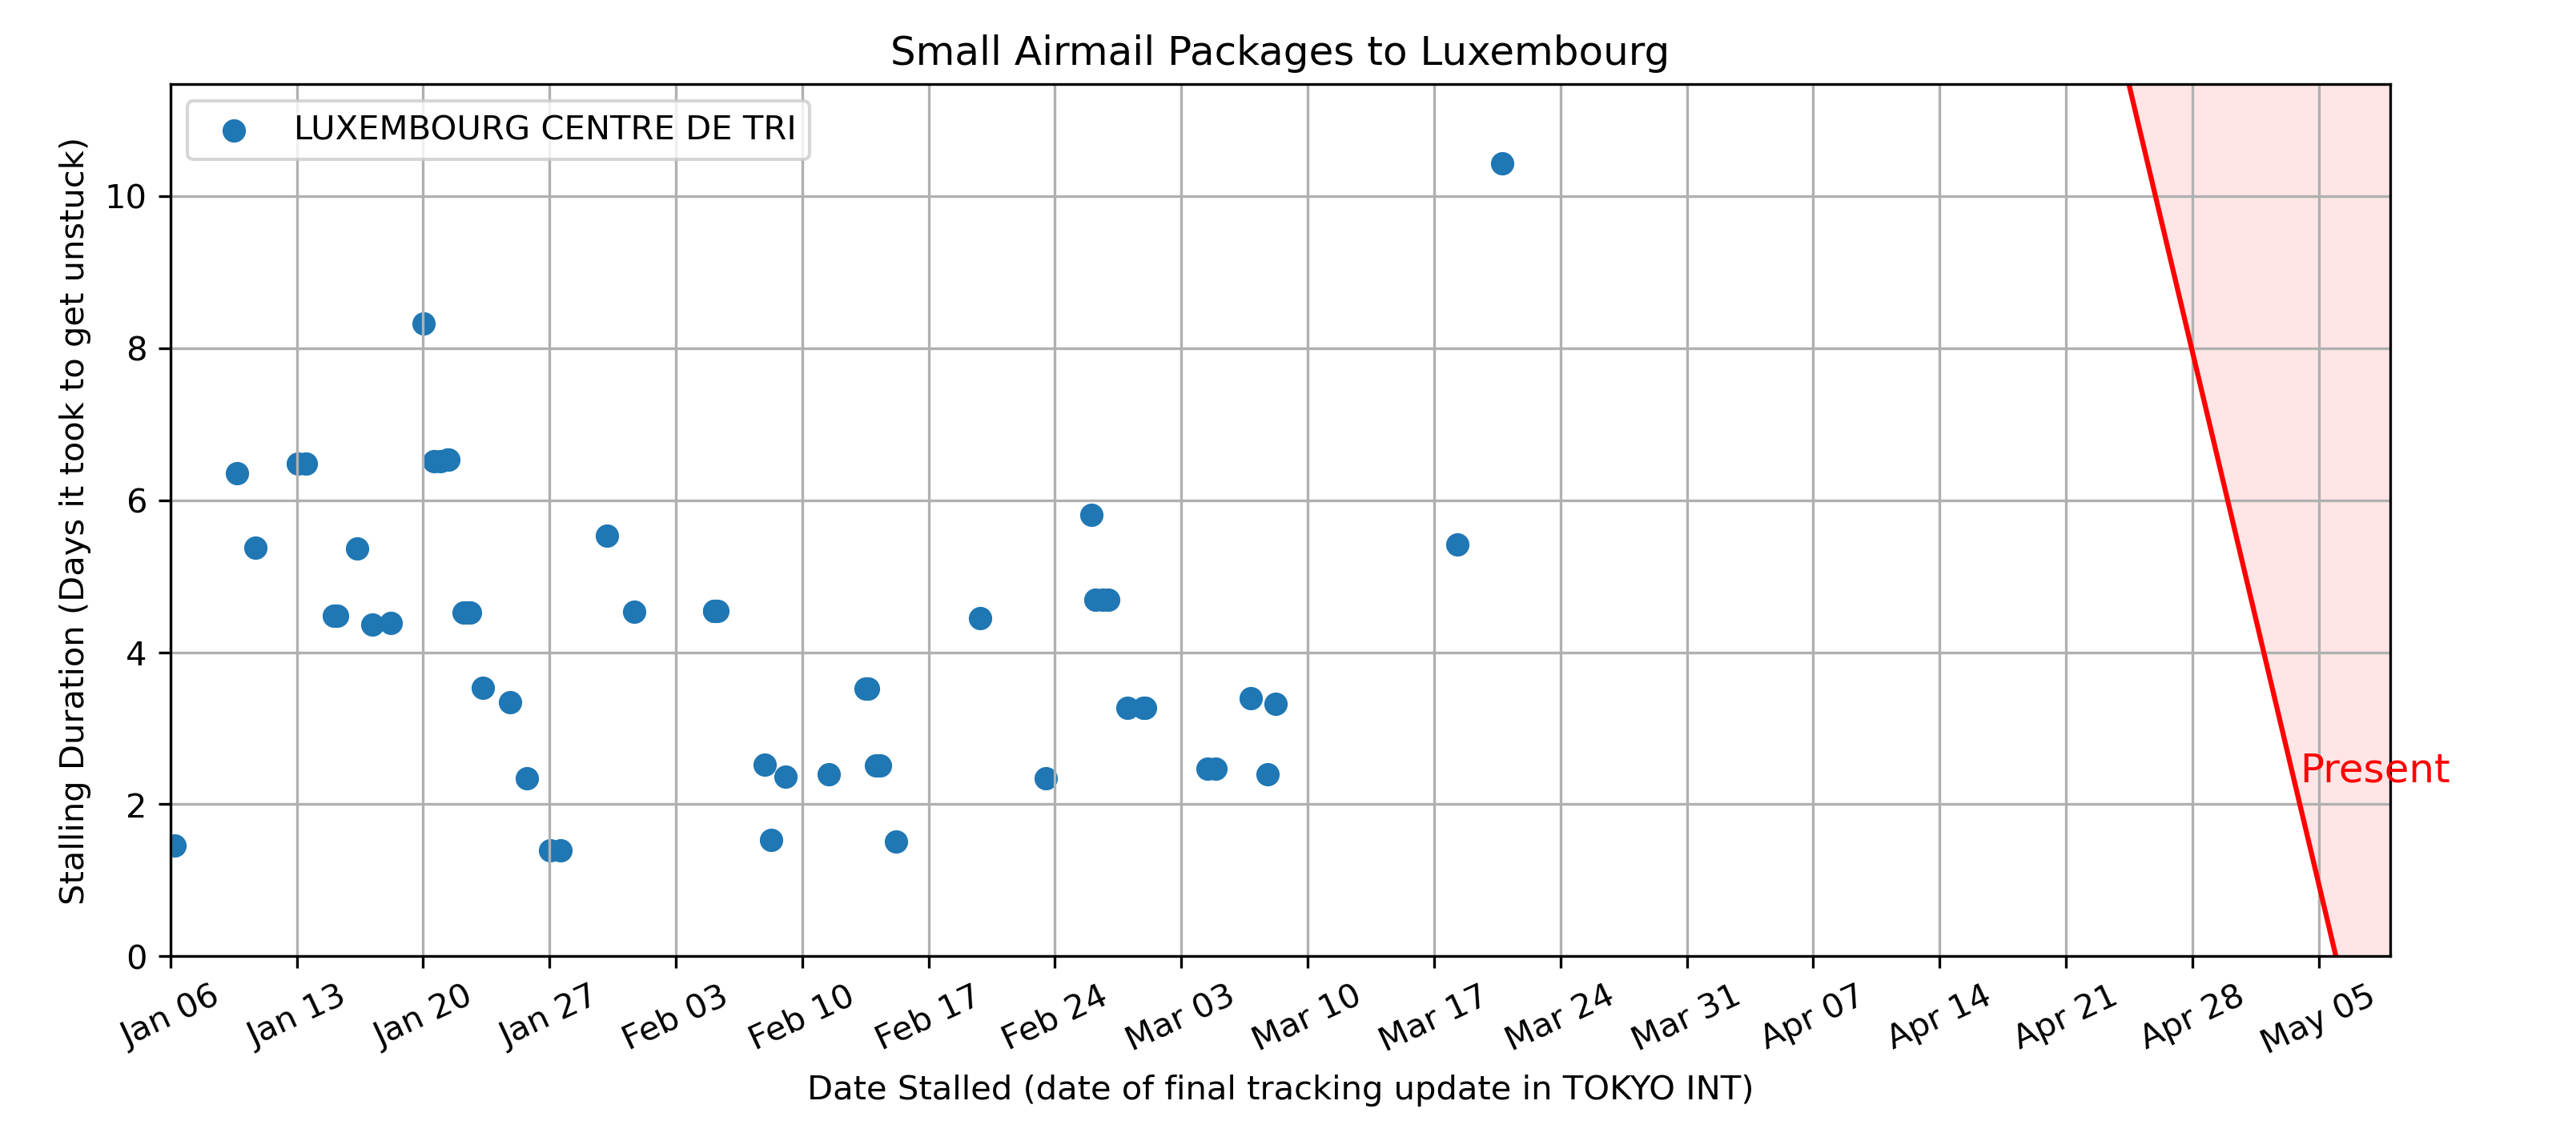 Small Airmail Packages to Luxembourg
LUXEMBOURG CENTRE DE TRI
Stalling Duration (Days it took to get unstuck)
10
8
6
4
2
0
Present
Jan 06
Jan 13
Jan 20
Jan 27
Feb 03
Feb 10
Feb 17
Feb 24
Mar 03
Mar 10
Mar 17
Mar 24
Mar 31
Apr 07
Apr 14
Apr 21
Apr 28
May 05
Date Stalled (date of final tracking update in TOKYO INT)